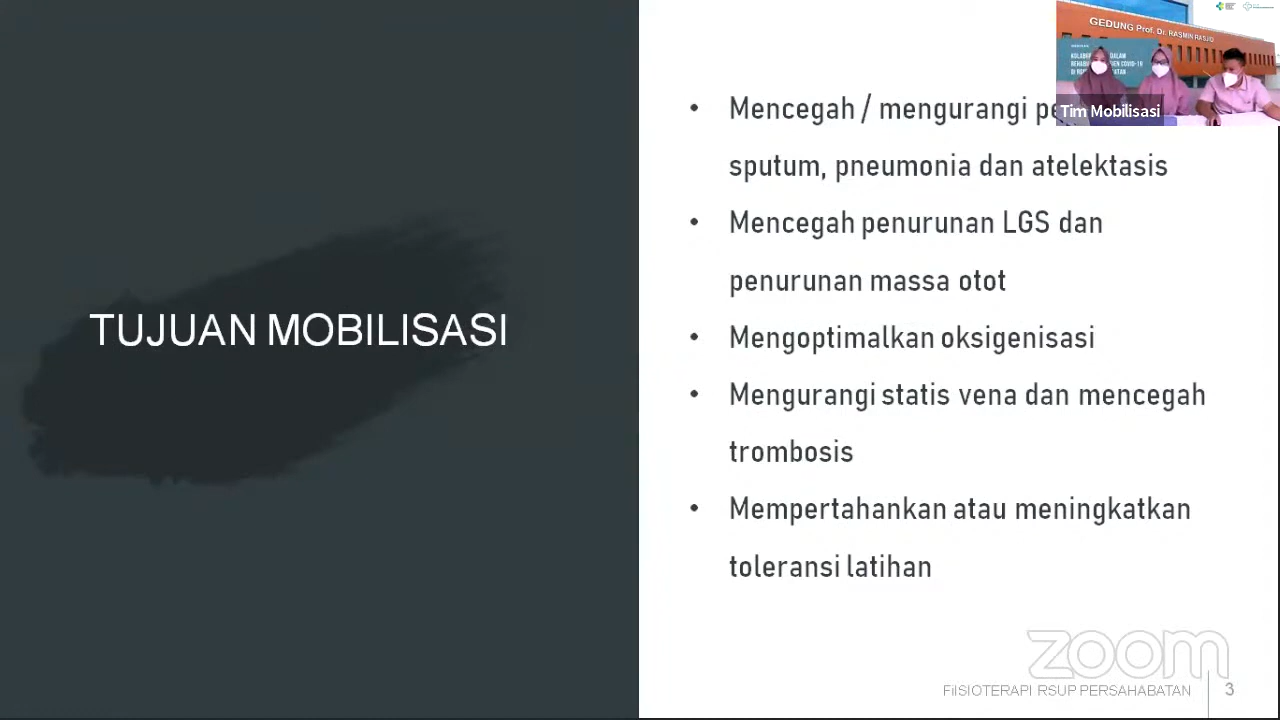 GEDUNG Prof. Dr. RASMIN RASJID
Tim Mobilisasi
TUJUAN MOBILISASI
• Mencegah / mengurangi
sputum, pneumonia dan atelektasis
• Mencegah penurunan LGS dan
penurunan massa otot
• Mengoptimalkan oksigenisasi
• Mengurangi statis vena dan mencegah
trombosis
• Mempertahankan atau meningkatkan
toleransi latihan
zoom
FiISIOTERAPI RSUP PERSAHABATAN
3